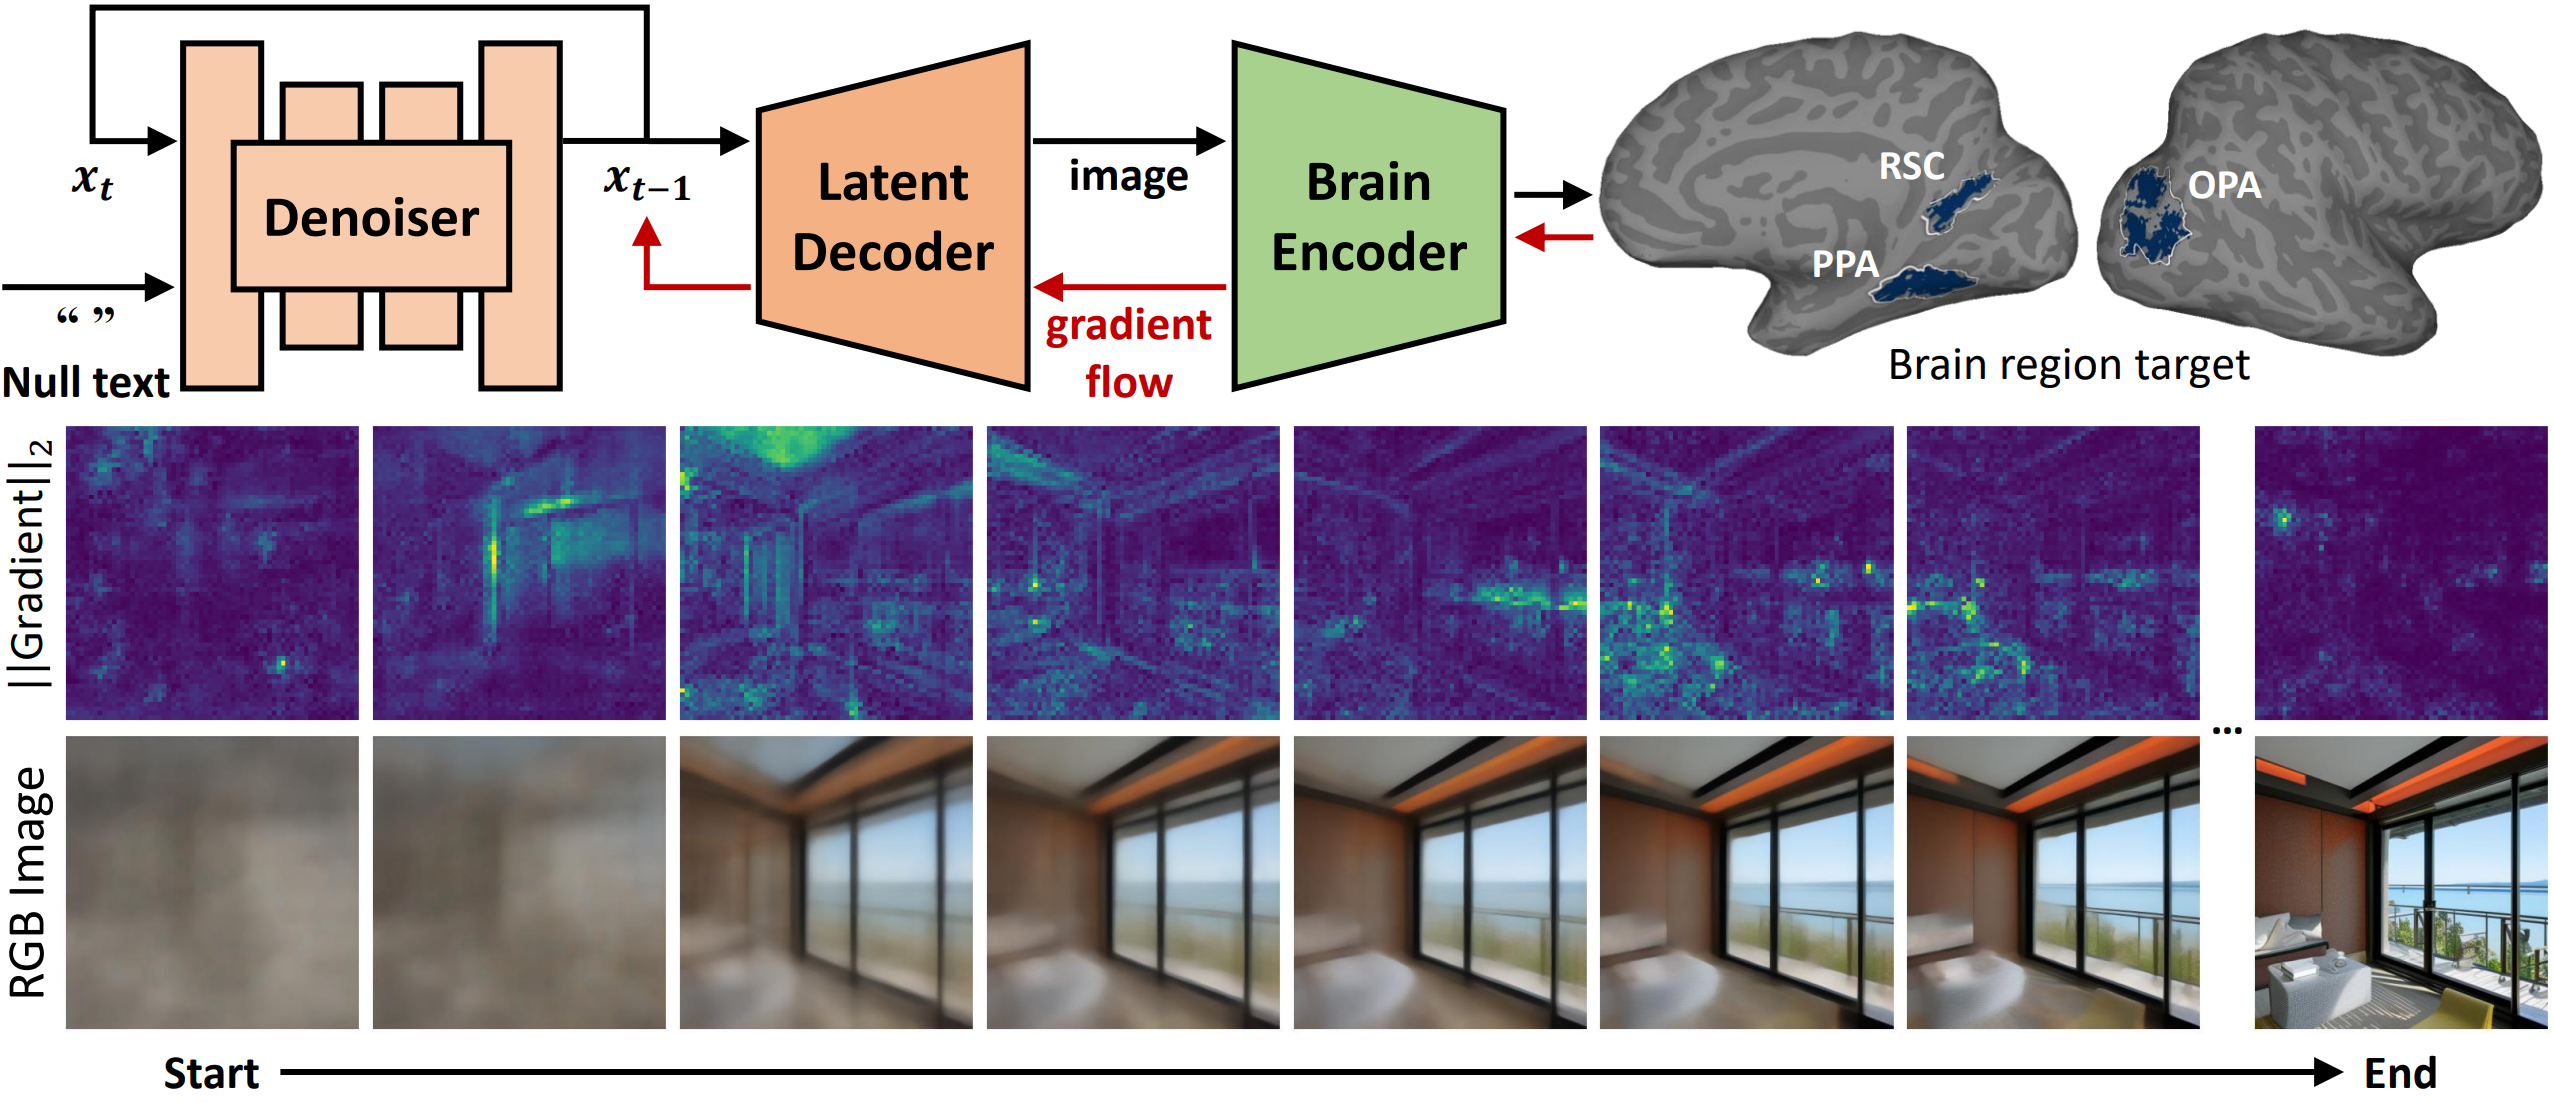 x_t
“ ”
Null text
Denoiser
x_{t−1}
Latent
Decoder
image
gradient
flow
Brain
Encoder
RSC
PPA
OPA
Brain region target
||Gradient||_2
...
RGB Image
Start
End